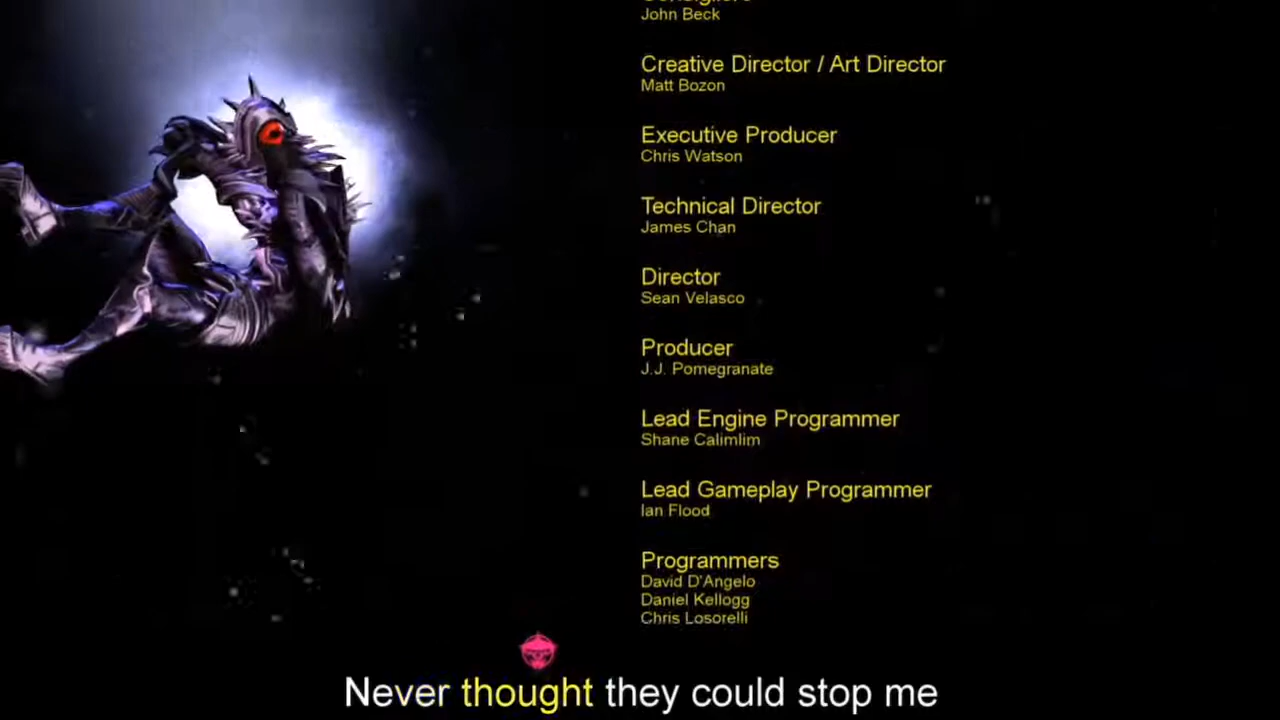 John Beck
Creative Director / Art Director
Matt Bozon
Executive Producer
Chris Watson
Technical Director
James Chan
Director
Sean Velasco
Producer
J.J. Pomegranate
Lead Engine Programmer
Shane Calimlim
Lead Gameplay Programmer
Ian Flood
Programmers
David D'Angelo
Daniel Kellogg
Chris Losorelli
Never thought they could stop me